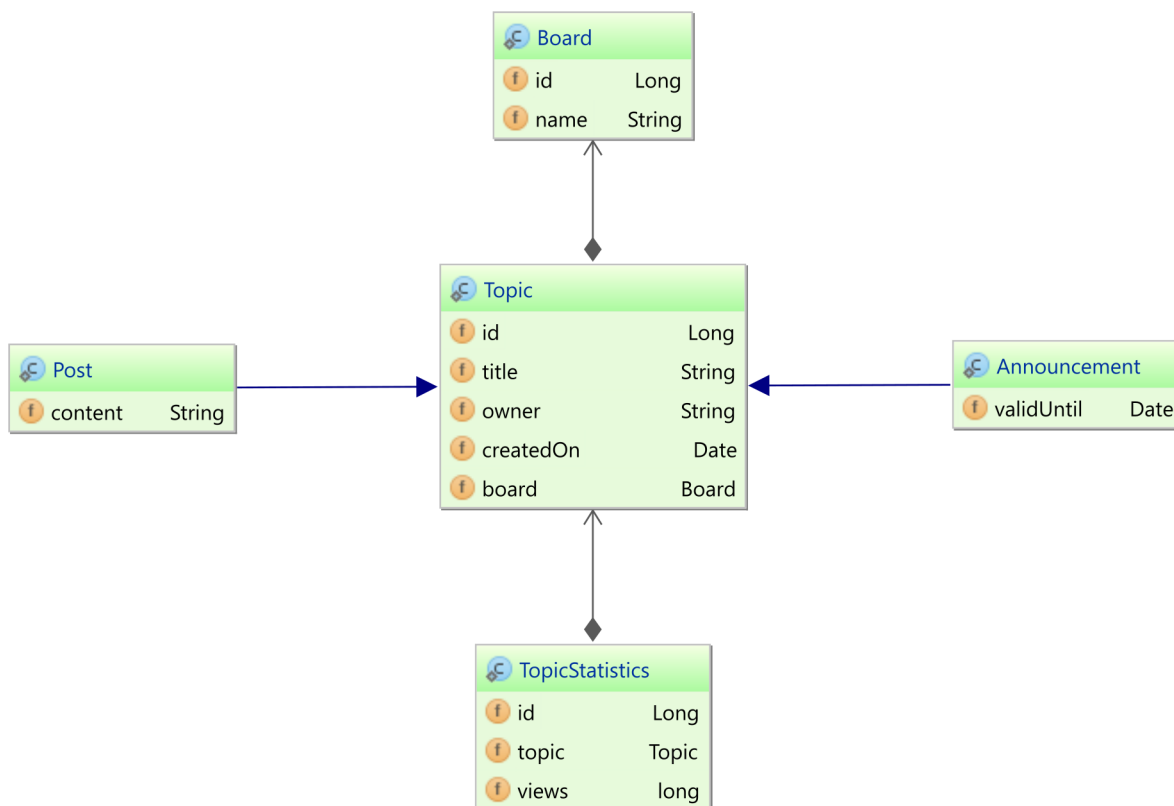 Board
id Long
name String
Topic
id Long
title String
owner String
createdOn Date
board Board
Post
content String
Announcement
validUntil Date
TopicStatistics
id Long
topic Topic
views long